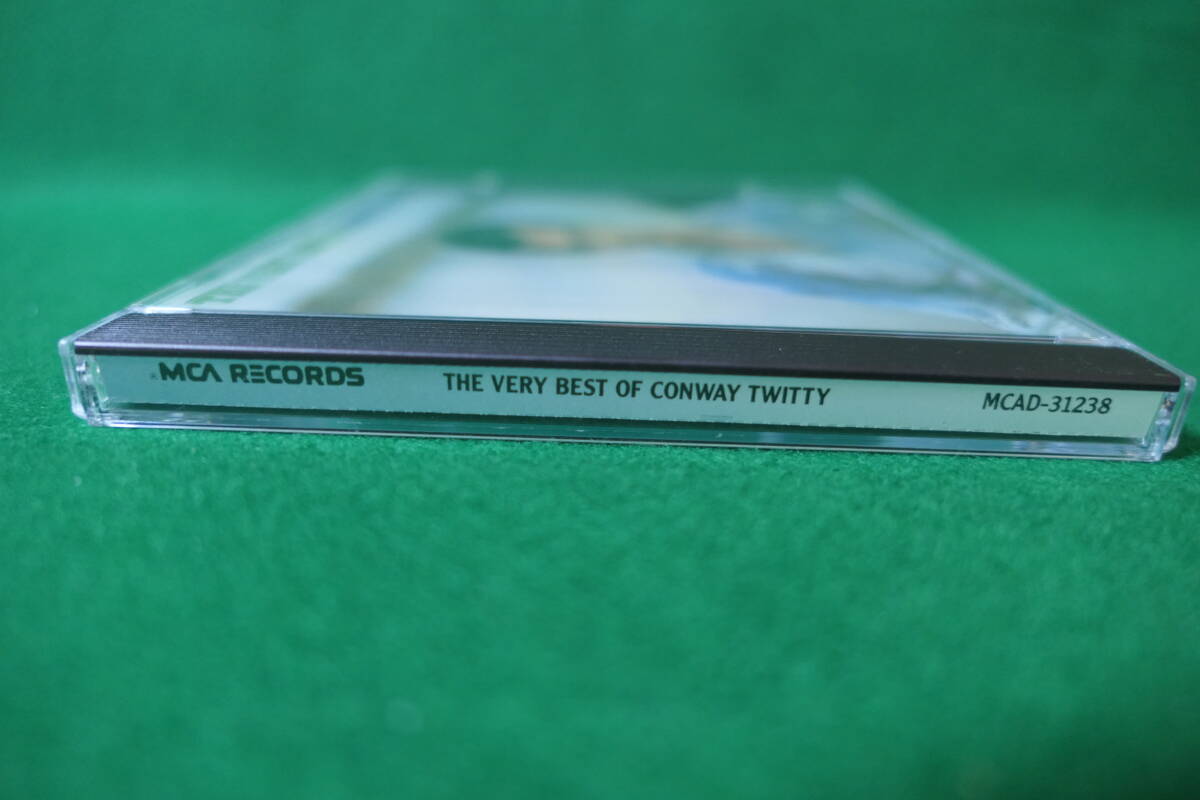 MCA RECORDS
THE VERY BEST OF CONWAY TWITTY
MCAD-31238